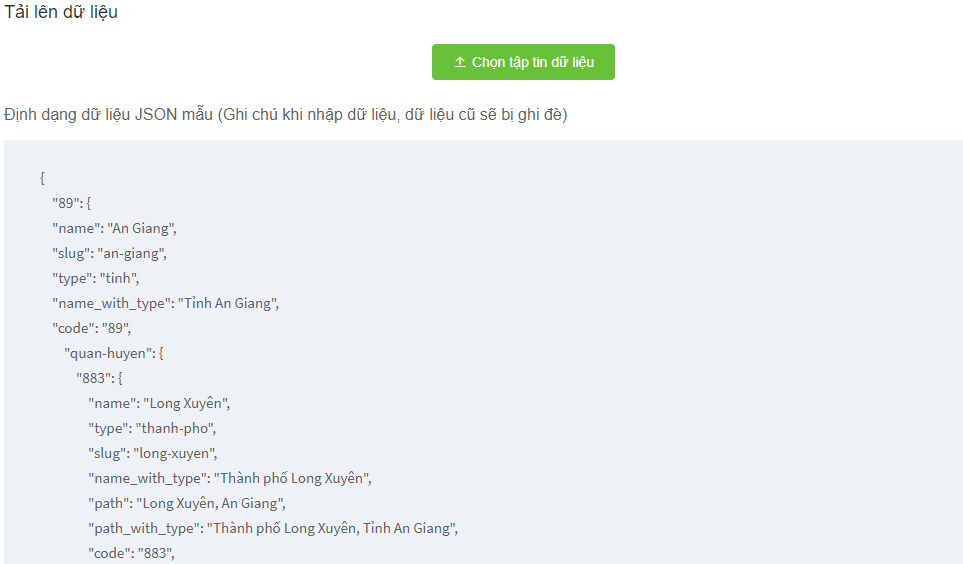 Tải lên dữ liệu
Chọn tập tin dữ liệu
Định dạng dữ liệu JSON mẫu (Ghi chú khi nhập dữ liệu, dữ liệu cũ sẽ bị ghi đè)
{
"89": {
"name": "An Giang",
"slug": "an-giang",
"type": "tinh",
"name_with_type": "Tỉnh An Giang",
"code": "89",
"quan-huyen": {
"883": {
"name": "Long Xuyên",
"type": "thanh-pho",
"slug": "long-xuyen",
"name_with_type": "Thành phố Long Xuyên",
"path": "Long Xuyên, An Giang",
"path_with_type": "Thành phố Long Xuyên, Tỉnh An Giang",
"code": "883",